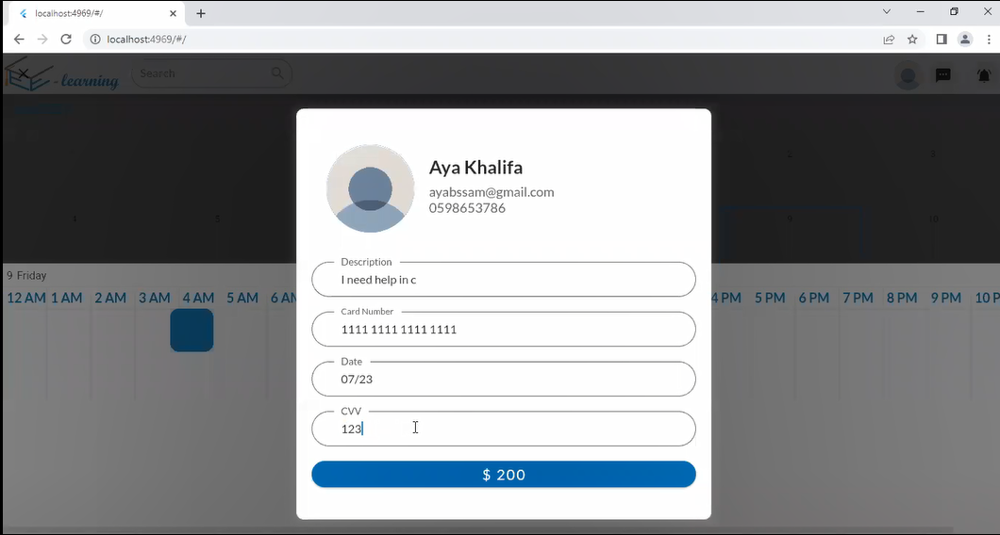 localhost:4969/#/
localhost:4969/#/
-learning
Search
Aya Khalifa
ayabssam@gmail.com
0598653786
2
3
4
5
9
10
Description
I need help in c
9 Friday
12 AM 1 AM 2 AM 3 AM 4 AM 5 AM 6 AM
4 PM 5 PM 6 PM 7 PM 8 PM 9 PM 10 P
Card Number
1111 1111 1111 1111
Date
07/23
CVV
123
$ 200